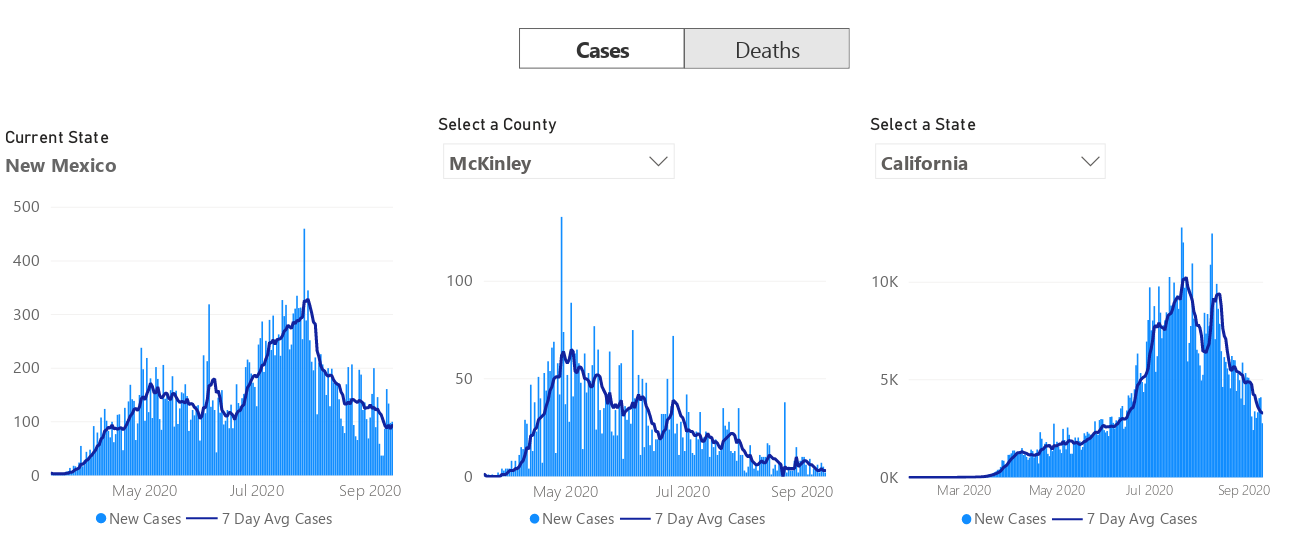 Cases Deaths
Current State
New Mexico
500
400
300
200
100
0
May 2020 Jul 2020 Sep 2020
New Cases 7 Day Avg Cases
Select a County
McKinley
100
50
0
May 2020 Jul 2020 Sep 2020
New Cases 7 Day Avg Cases
Select a State
California
10K
5K
0K
Mar 2020 May 2020 Jul 2020 Sep 2020
New Cases 7 Day Avg Cases